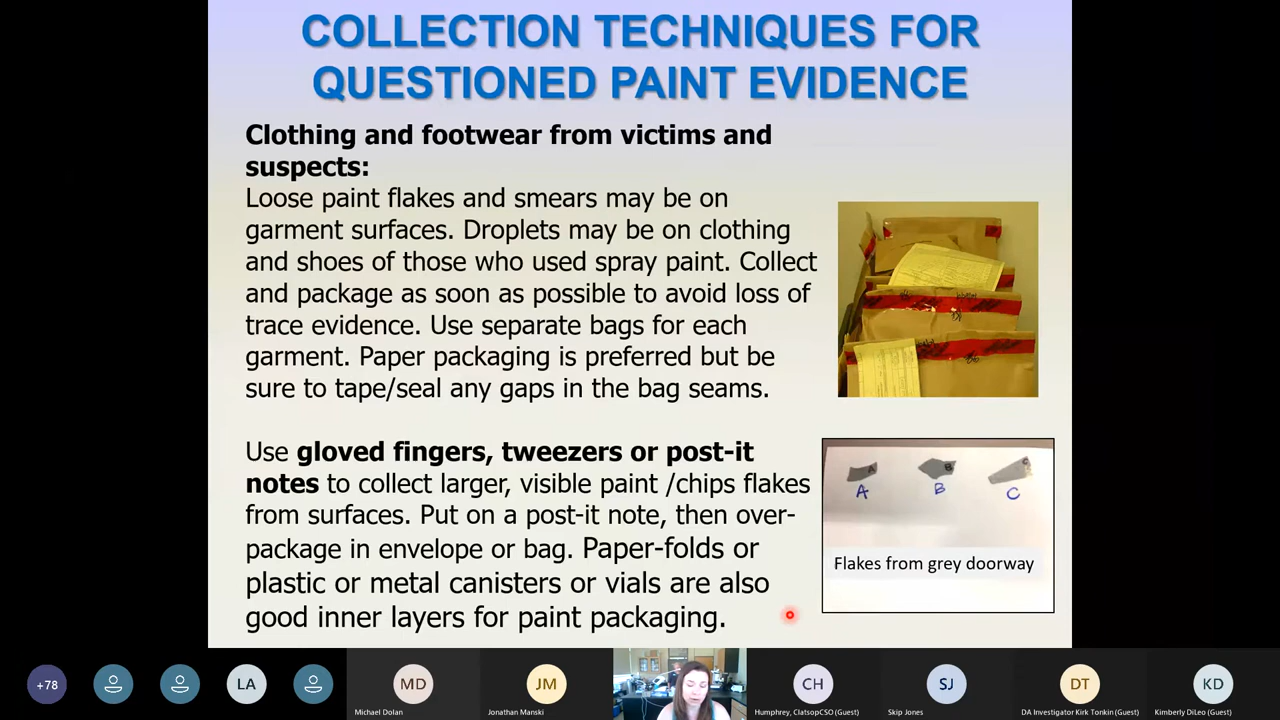 COLLECTION TECHNIQUES FOR
QUESTIONED PAINT EVIDENCE
Clothing and footwear from victims and
suspects:
Loose paint flakes and smears may be on
garment surfaces. Droplets may be on clothing
and shoes of those who used spray paint. Collect
and package as soon as possible to avoid loss of
trace evidence. Use separate bags for each
garment. Paper packaging is preferred but be
sure to tape/seal any gaps in the bag seams.
Use gloved fingers, tweezers or post-it
notes to collect larger, visible paint /chips flakes
from surfaces. Put on a post-it note, then over-
package in envelope or bag. Paper-folds or
plastic or metal canisters or vials are also
good inner layers for paint packaging.
A B C
A B C
Flakes from grey doorway
+78
LA
MD
JM
CH
SJ
DT
KD
Michael Dolan
Jonathan Manski
Humphrey, ClatsopCSO (Guest)
Skip Jones
DA Investigator Kirk Tonkin (Guest)
Kimberly DiLeo (Guest)